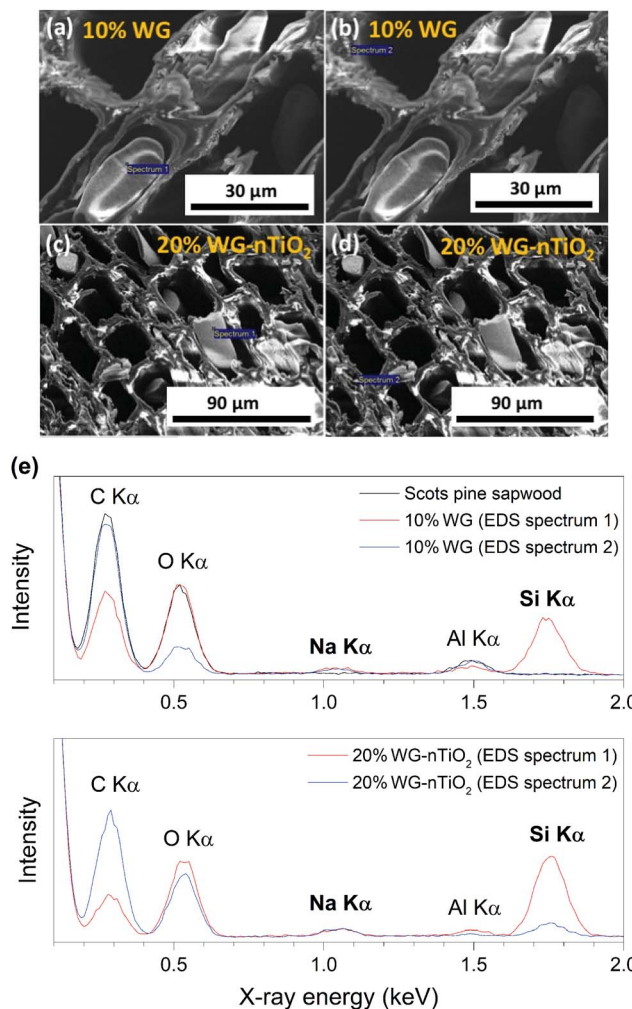 (a) 10% WG
Spectrum 1
30 µm
(b) 10% WG
Spectrum 2
30 µm
(c) 20% WG-nTiO₂
Spectrum 1
90 µm
(d) 20% WG-nTiO₂
Spectrum 2
90 µm
(e)
Intensity
C Kα
O Kα
Na Kα
Al Kα
Si Kα
Scots pine sapwood
10% WG (EDS spectrum 1)
10% WG (EDS spectrum 2)
0.5 1.0 1.5 2.0
Intensity
C Kα
O Kα
Na Kα
Al Kα
Si Kα
20% WG-nTiO₂ (EDS spectrum 1)
20% WG-nTiO₂ (EDS spectrum 2)
0.5 1.0 1.5 2.0
X-ray energy (keV)